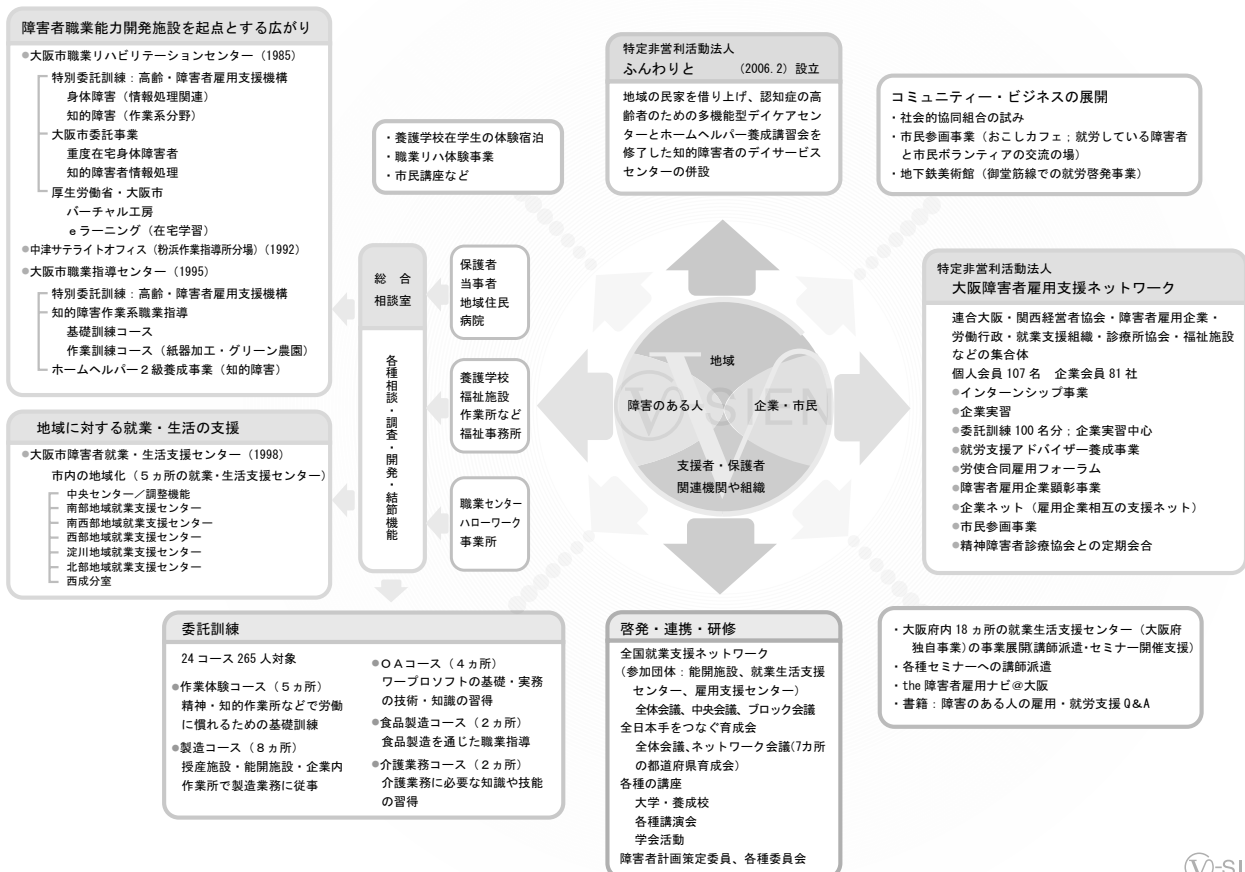 障害者職業能力開発施設を起点とする広がり
●大阪市職業リハビリテーションセンター（1985）
特別委託訓練：高齢・障害者雇用支援機構
身体障害（情報処理関連）
知的障害（作業系分野）
大阪市委託事業
重度在宅身体障害者
知的障害者情報処理
厚生労働省・大阪市
バーチャル工房
ｅラーニング（在宅学習）
●中津サテライトオフィス（粉浜作業指導所分場）（1992）
●大阪市職業指導センター（1995）
特別委託訓練：高齢・障害者雇用支援機構
知的障害作業系職業指導
基礎訓練コース
作業訓練コース（紙器加工・グリーン農園）
ホームヘルパー２級養成事業（知的障害）
地域に対する就業・生活の支援
●大阪市障害者就業・生活支援センター（1998）
市内の地域化（５ヵ所の就業・生活支援センター）
中央センター／調整機能
南部地域就業支援センター
南西部地域就業支援センター
西部地域就業支援センター
淀川地域就業支援センター
北部地域就業支援センター
西成分室
・養護学校在学生の体験宿泊
・職業リハ体験事業
・市民講座など
総　合
相談室
各種相談・調査・開発・結節機能
保護者
当事者
地域住民
病院
養護学校
福祉施設
作業所など
福祉事務所
職業センター
ハローワーク
事業所
特定非営利活動法人
ふんわりと　（2006.2）設立
地域の民家を借り上げ、認知症の高
齢者のための多機能型デイケアセン
ターとホームヘルパー養成講習会を
修了した知的障害者のデイサービス
センターの併設
地域
障害のある人
企業・市民
支援者・保護者
関連機関や組織
V-SIEN
コミュニティー・ビジネスの展開
・社会的協同組合の試み
・市民参画事業（おこしカフェ；就労している障害者
と市民ボランティアの交流の場）
・地下鉄美術館（御堂筋線での就労啓発事業）
特定非営利活動法人
大阪障害者雇用支援ネットワーク
連合大阪・関西経営者協会・障害者雇用企業・
労働行政・就業支援組織・診療所協会・福祉施設
などの集合体
個人会員 107 名　企業会員 81 社
●インターンシップ事業
●企業実習
●委託訓練 100 名分；企業実習中心
●就労支援アドバイザー養成事業
●労使合同雇用フォーラム
●障害者雇用企業顕彰事業
●企業ネット（雇用企業相互の支援ネット）
●市民参画事業
●精神障害者診療協会との定期会合
委託訓練
24 コース 265 人対象
●作業体験コース（５ヵ所）
精神・知的作業所などで労働
に慣れるための基礎訓練
●製造コース（８ヵ所）
授産施設・能開施設・企業内
作業所で製造業務に従事
●ＯＡコース（４ヵ所）
ワープロソフトの基礎・実務
の技術・知識の習得
●食品製造コース（２ヵ所）
食品製造を通じた職業指導
●介護業務コース（２ヵ所）
介護業務に必要な知識や技能
の習得
啓発・連携・研修
全国就業支援ネットワーク
（参加団体：能開施設、就業生活支援
センター、雇用支援センター）
全体会議、中央会議、ブロック会議
全日本手をつなぐ育成会
全体会議、ネットワーク会議（7カ所
の都道府県育成会）
各種の講座
大学・養成校
各種講演会
学会活動
障害者計画策定委員、各種委員会
・大阪府内 18 ヵ所の就業生活支援センター（大阪府
独自事業）の事業展開（講師派遣・セミナー開催支援）
・各種セミナーへの講師派遣
・the 障害者雇用ナビ＠大阪
・書籍：障害のある人の雇用・就労支援 Q&A